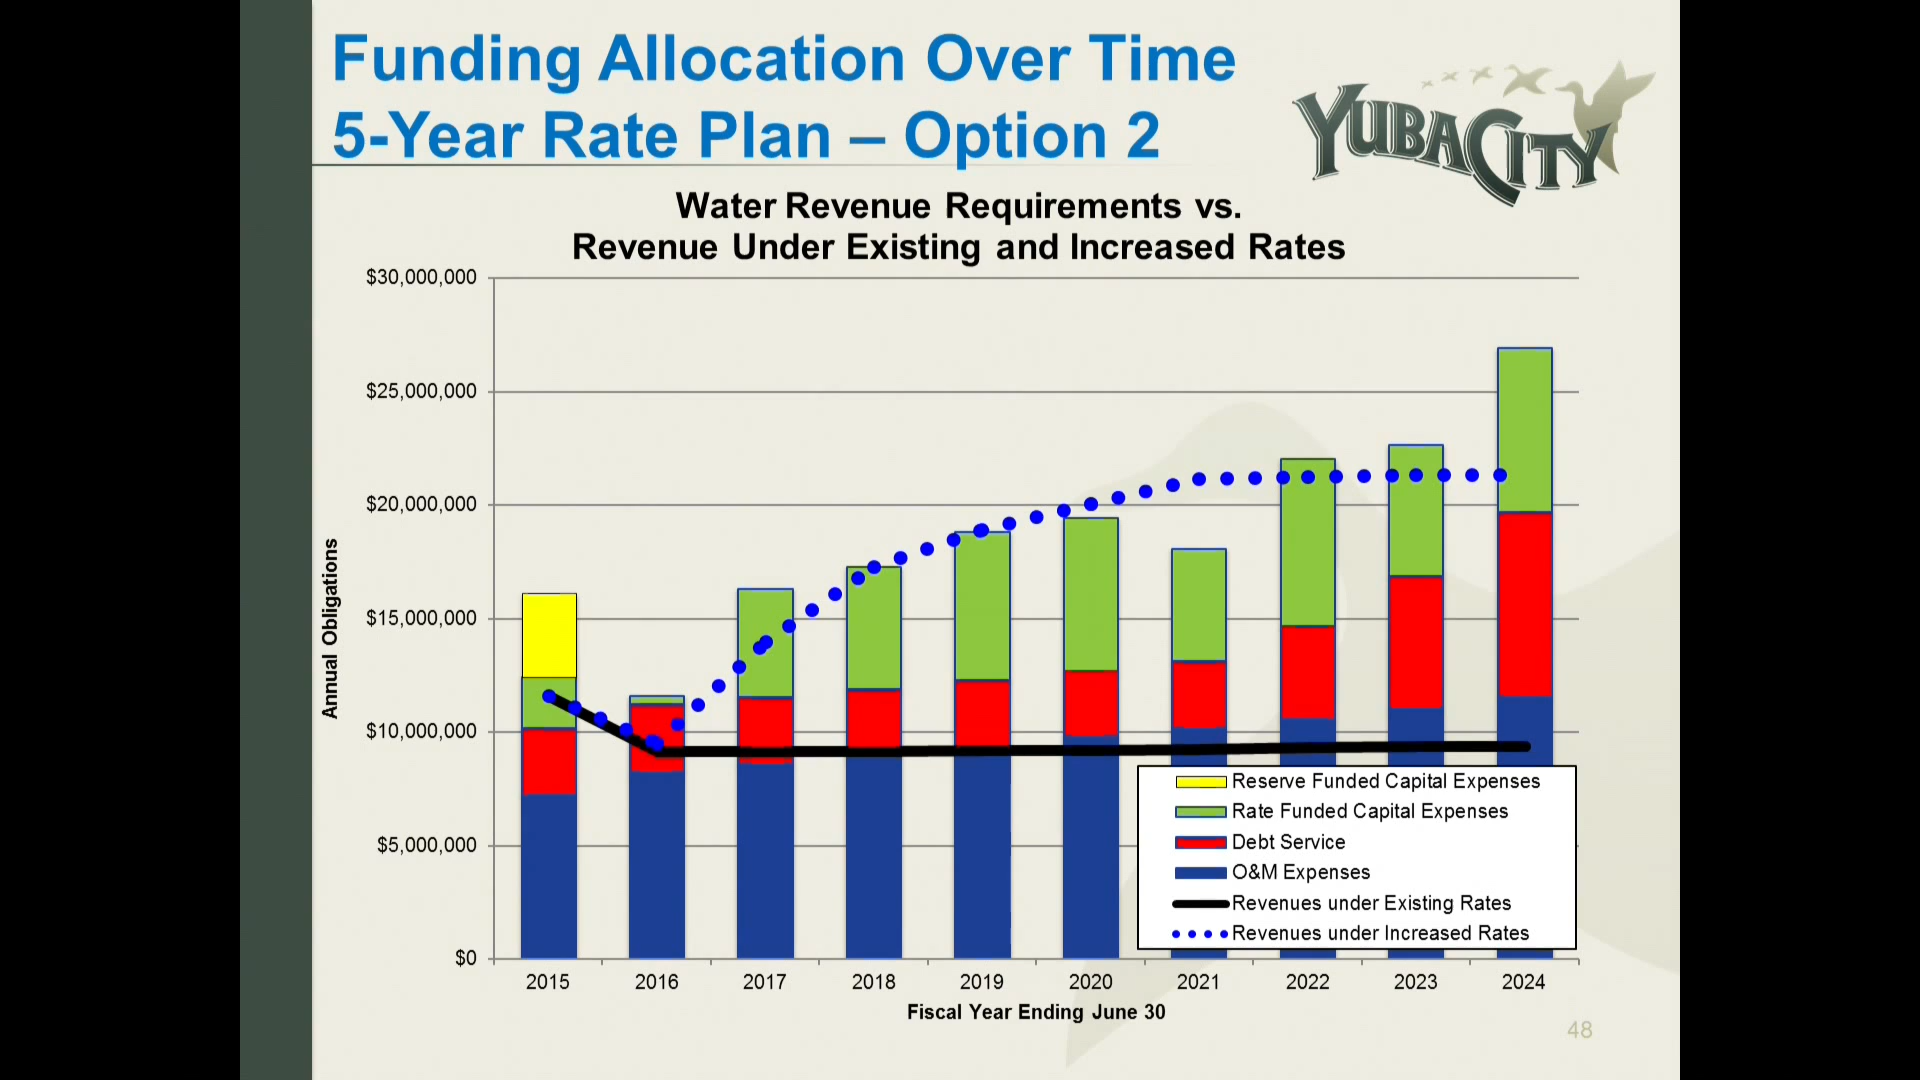 Funding Allocation Over Time
5-Year Rate Plan – Option 2
YUBA CITY
Water Revenue Requirements vs.
Revenue Under Existing and Increased Rates
$30,000,000
$25,000,000
$20,000,000
$15,000,000
$10,000,000
$5,000,000
$0
Annual Obligations
Reserve Funded Capital Expenses
Rate Funded Capital Expenses
Debt Service
O&M Expenses
Revenues under Existing Rates
Revenues under Increased Rates
2015 2016 2017 2018 2019 2020 2021 2022 2023 2024
Fiscal Year Ending June 30
48